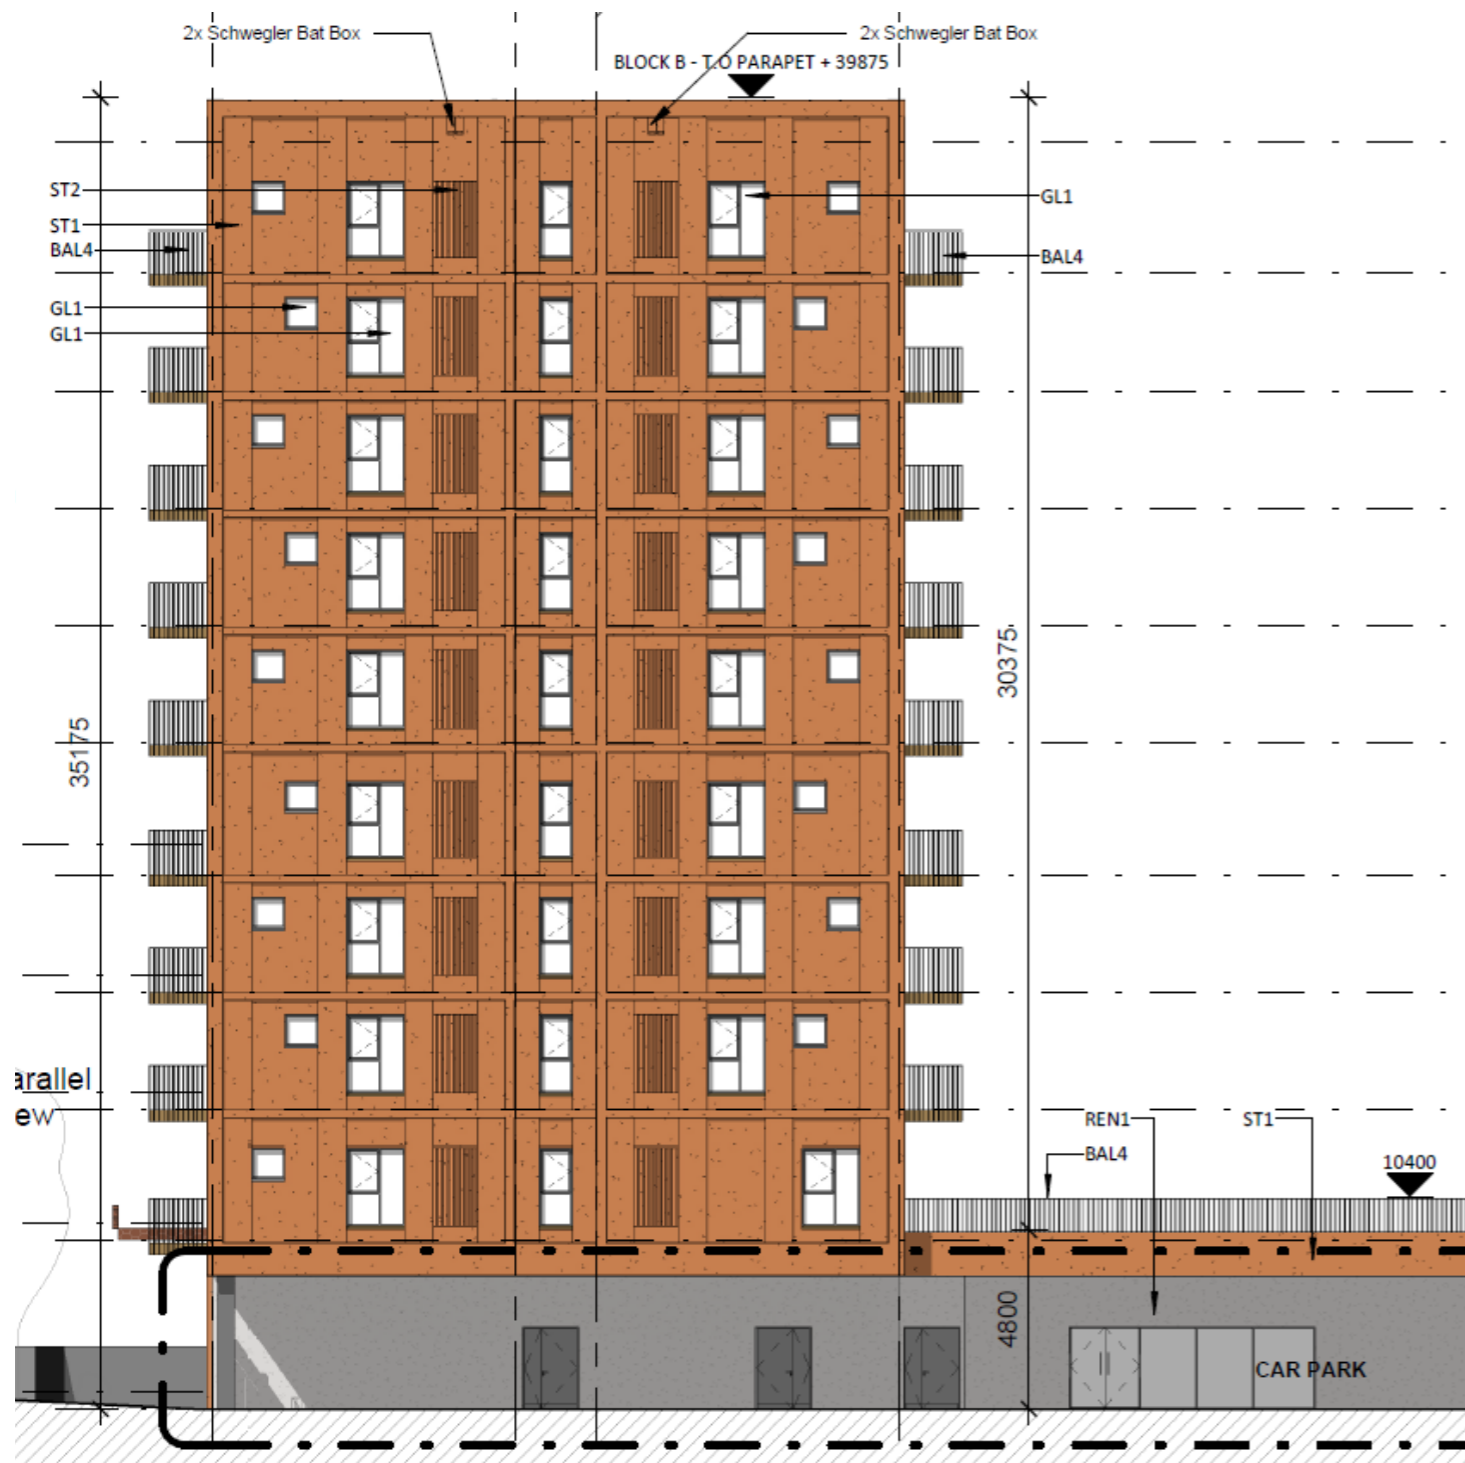 2x Schwegler Bat Box
2x Schwegler Bat Box
BLOCK B - T.O PARAPET + 39875
ST2
GL1
ST1
BAL4
BAL4
GL1
GL1
30375
35175
arallel
ew
REN1
ST1
BAL4
10400
4800
CAR PARK